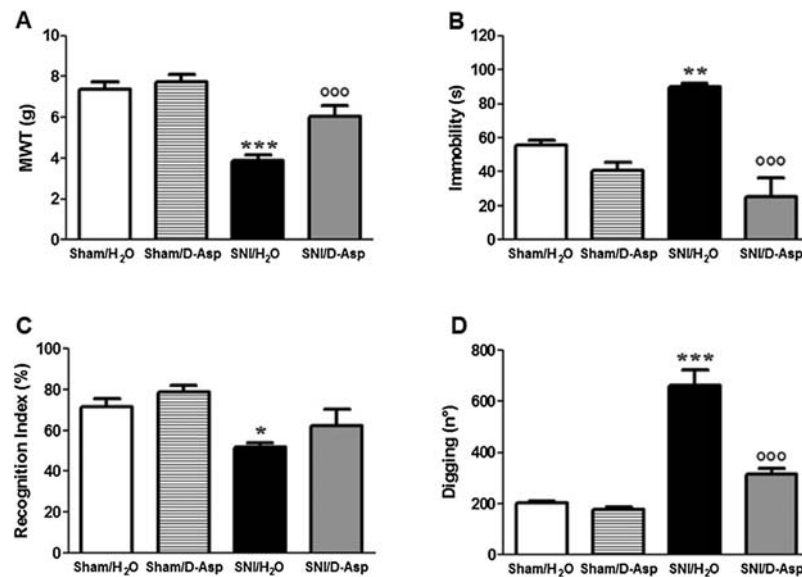 A
MWT (g)
10
8
6
4
2
0
***
°°°
Sham/H₂O Sham/D-Asp SNI/H₂O SNI/D-Asp
B
Immobility (s)
120
100
80
60
40
20
0
**
°°°
Sham/H₂O Sham/D-Asp SNI/H₂O SNI/D-Asp
C
Recognition Index (%)
100
80
60
40
20
0
*
Sham/H₂O Sham/D-Asp SNI/H₂O SNI/D-Asp
D
Digging (n°)
800
600
400
200
0
***
°°°
Sham/H₂O Sham/D-Asp SNI/H₂O SNI/D-Asp